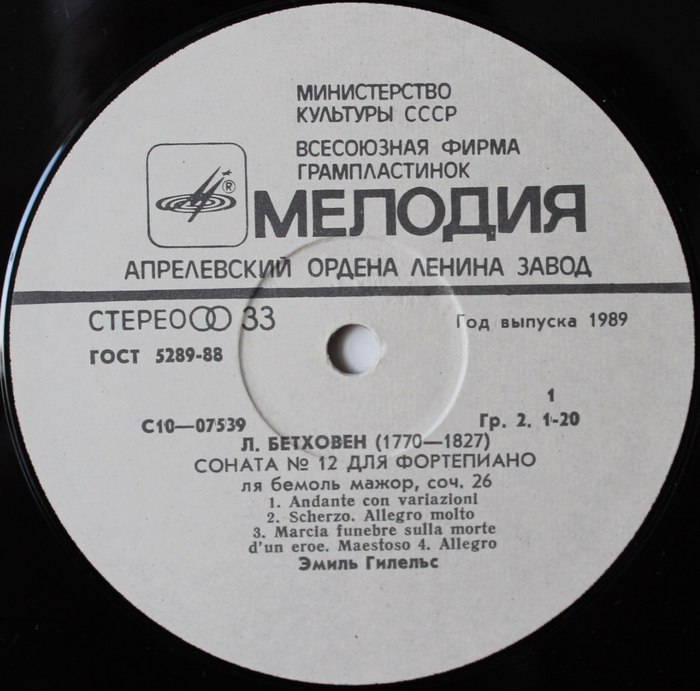 МИНИСТЕРСТВО
КУЛЬТУРЫ СССР
ВСЕСОЮЗНАЯ ФИРМА
ГРАМПЛАСТИНОК
®
МЕЛОДИЯ
АПРЕЛЕВСКИЙ ОРДЕНА ЛЕНИНА ЗАВОД
СТЕРЕО 33
Год выпуска 1989
ГОСТ 5289-88
1
С10—07539
Гр. 2. 1-20
Л. БЕТХОВЕН (1770—1827)
СОНАТА № 12 ДЛЯ ФОРТЕПИАНО
ля бемоль мажор, соч. 26
1. Andante con variazioni
2. Scherzo. Allegro molto
3. Marcia funebre sulla morte
d'un eroe. Maestoso 4. Allegro
Эмиль Гилельс